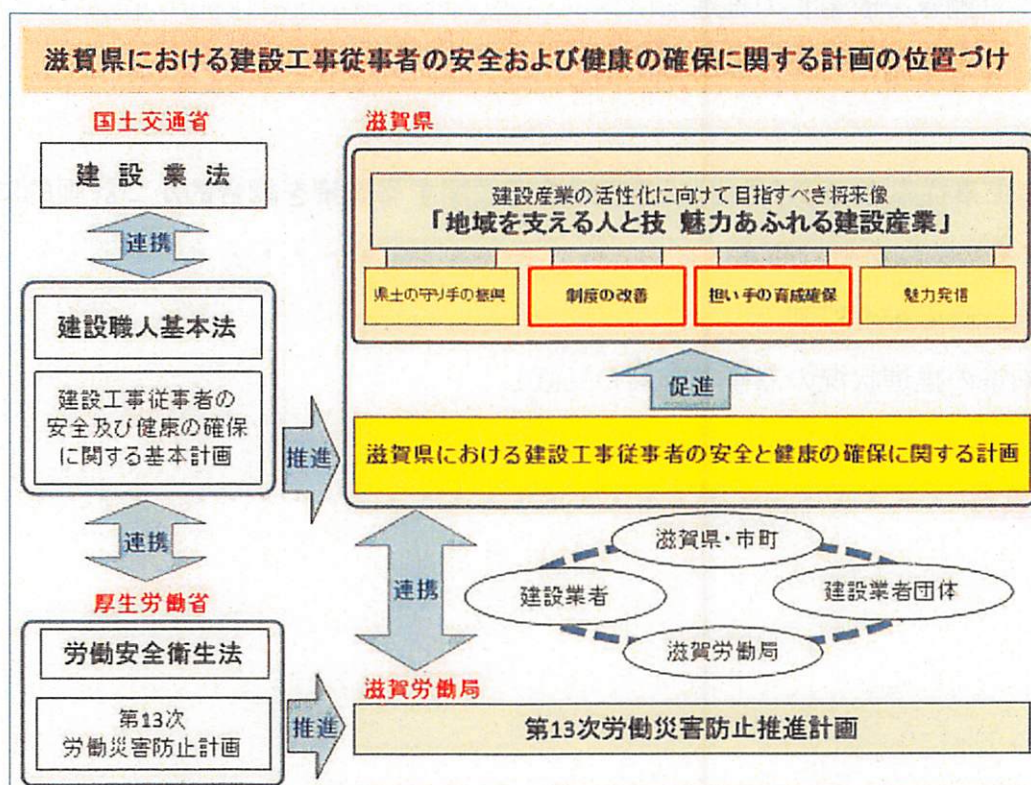 滋賀県における建設工事従事者の安全および健康の確保に関する計画の位置づけ
国土交通省
建設業法
連携
建設職人基本法
建設工事従事者の
安全及び健康の確保
に関する基本計画
推進
連携
厚生労働省
労働安全衛生法
第13次
労働災害防止計画
推進
滋賀県
建設産業の活性化に向けて目指すべき将来像
「地域を支える人と技 魅力あふれる建設産業」
県土の守り手の振興
制度の改善
担い手の育成確保
魅力発信
促進
滋賀県における建設工事従事者の安全と健康の確保に関する計画
連携
滋賀県・市町
建設業者
建設業者団体
滋賀労働局
滋賀労働局
第13次労働災害防止推進計画